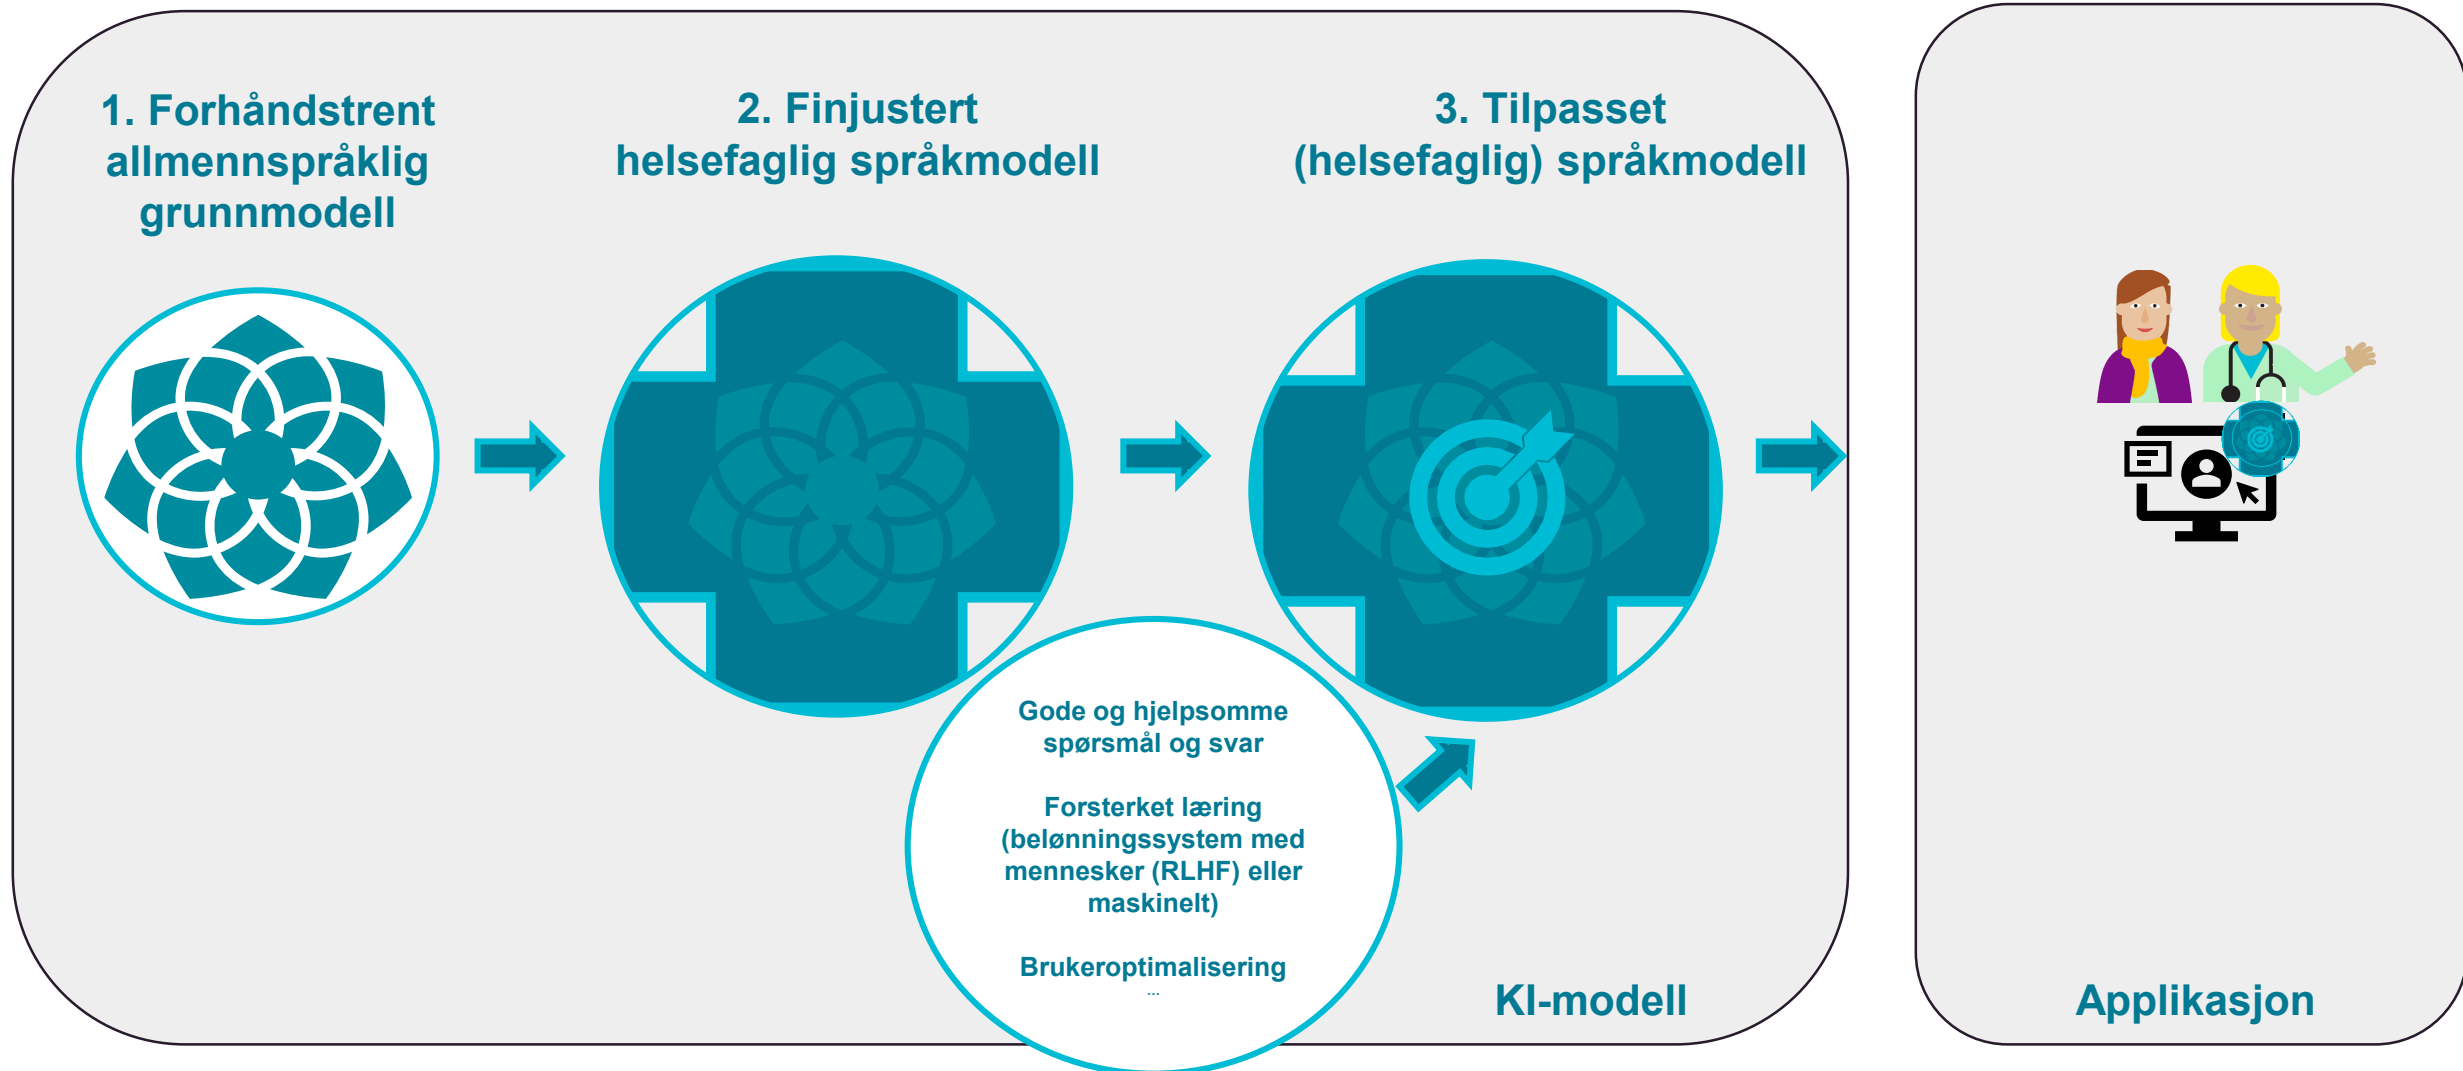 1. Forhåndstrent
allmennspråklig
grunnmodell
2. Finjustert
helsefaglig språkmodell
3. Tilpasset
(helsefaglig) språkmodell
Gode og hjelpsomme
spørsmål og svar
Forsterket læring
(belønningssystem med
mennesker (RLHF) eller
maskinelt)
Brukeroptimalisering
...
KI-modell
Applikasjon